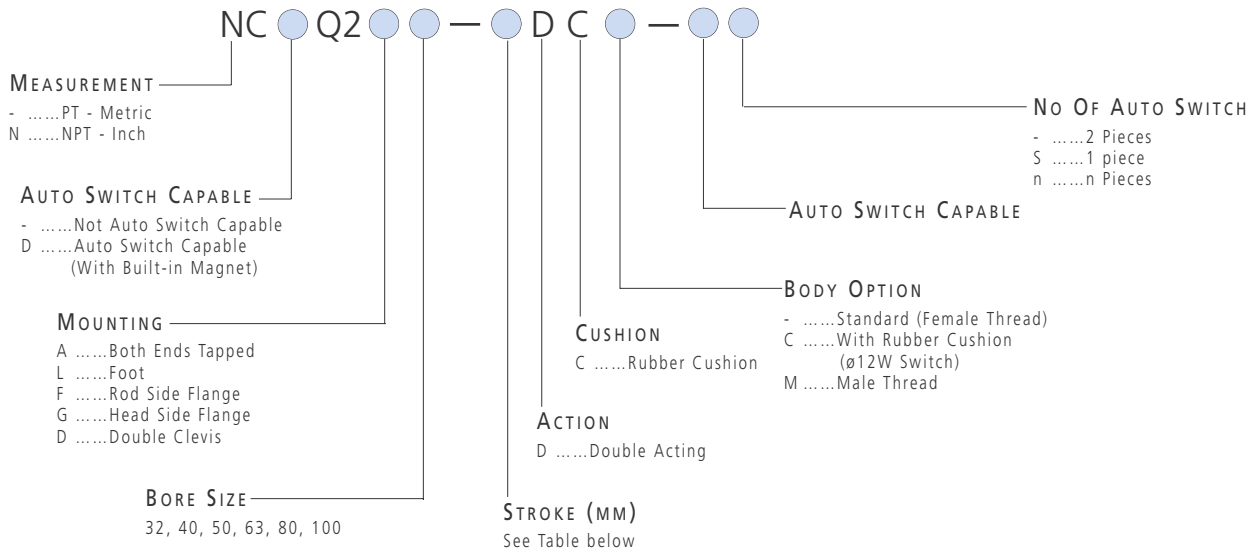 NC Q2 — D C —
MEASUREMENT
- ……PT - Metric
N ……NPT - Inch
AUTO SWITCH CAPABLE
- ……Not Auto Switch Capable
D ……Auto Switch Capable
(With Built-in Magnet)
MOUNTING
A ……Both Ends Tapped
L ……Foot
F ……Rod Side Flange
G ……Head Side Flange
D ……Double Clevis
BORE SIZE
32, 40, 50, 63, 80, 100
STROKE (MM)
See Table below
ACTION
D ……Double Acting
CUSHION
C ……Rubber Cushion
BODY OPTION
- ……Standard (Female Thread)
C ……With Rubber Cushion
(ø12W Switch)
M ……Male Thread
AUTO SWITCH CAPABLE
NO OF AUTO SWITCH
- ……2 Pieces
S ……1 piece
n ……n Pieces